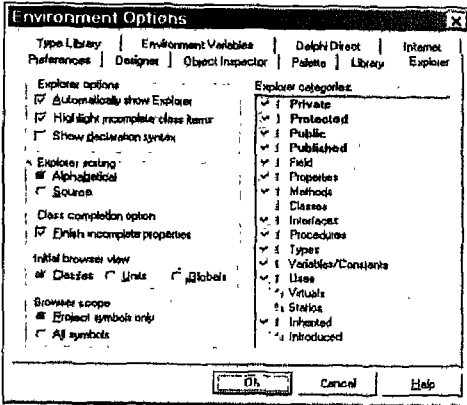 Environment Options
Type Library Environment Variables Delphi Direct Internet
Preferences Designer Object Inspector Palette Library Explorer
Explorer options
Automatically show Explorer
Highlight incomplete class items
Show declaration syntax
Explorer sorting
Alphabetical
Source
Class completion option
Finish incomplete properties
Initial browser view
Classes Units Globals
Browser scope
Project symbols only
All symbols
Explorer categories:
Private
Protected
Public
Published
Field
Properties
Methods
Classes
Interfaces
Procedures
Types
Variables/Constants
Uses
Virtuals
Statics
Inherited
Introduced
Cancel Help